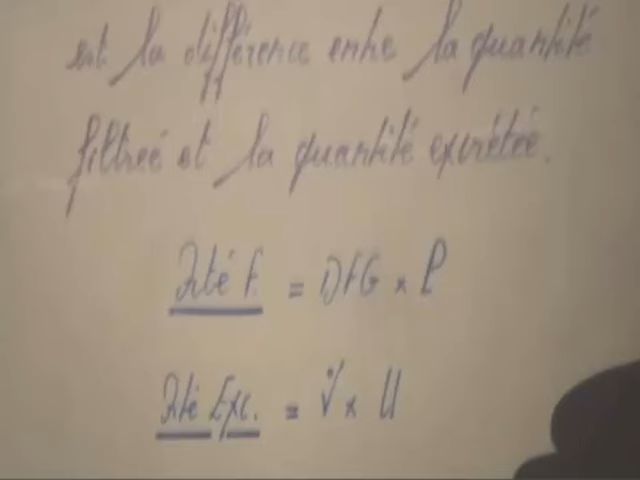 est la différence entre la quantité
filtrée et la quantité excrétée.
Qté F. = DFG × P
Qté Exc. = V̇ × U